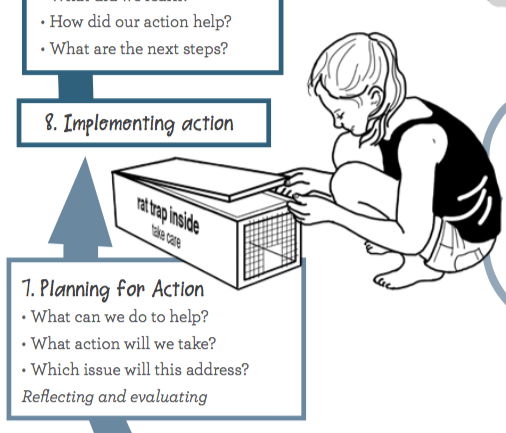 • How did our action help?
• What are the next steps?
8. Implementing action
rat trap inside
take care
7. Planning for Action
• What can we do to help?
• What action will we take?
• Which issue will this address?
Reflecting and evaluating